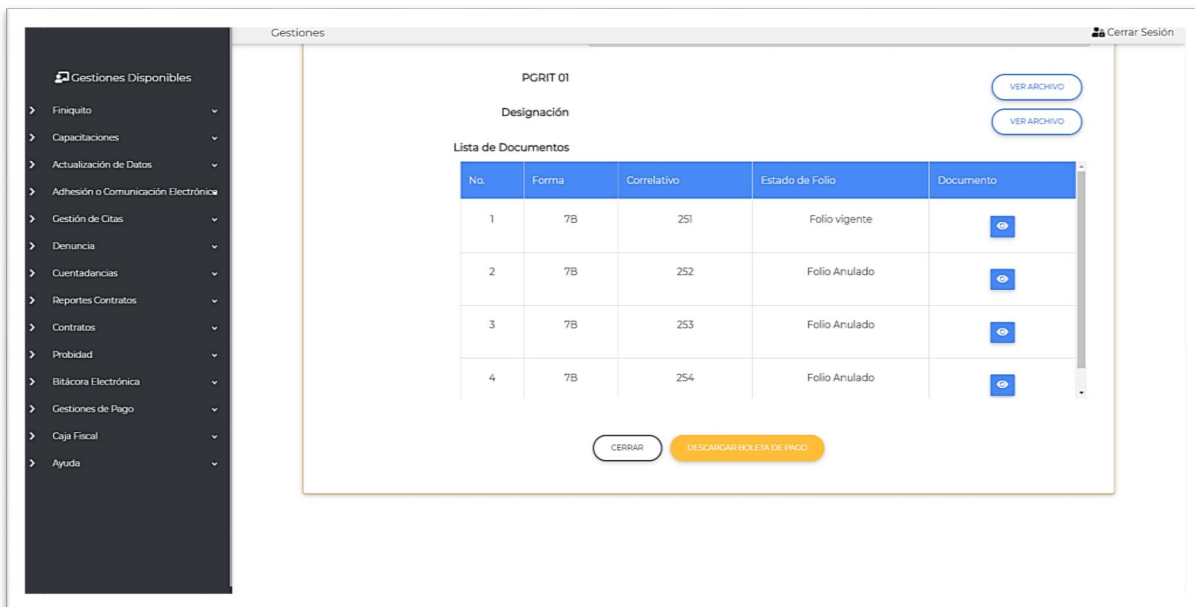 Gestiones
Cerrar Sesión
Gestiones Disponibles
Finiquito
Capacitaciones
Actualización de Datos
Adhesión o Comunicación Electrónica
Gestión de Citas
Denuncia
Cuentadancias
Reportes Contratos
Contratos
Probidad
Bitácora Electrónica
Gestiones de Pago
Caja Fiscal
Ayuda
PGRIT 01
VER ARCHIVO
Designación
VER ARCHIVO
Lista de Documentos
No. Forma Correlativo Estado de Folio Documento
1 7B 251 Folio vigente
2 7B 252 Folio Anulado
3 7B 253 Folio Anulado
4 7B 254 Folio Anulado
CERRAR DESCARGAR BOLETA DE PAGO